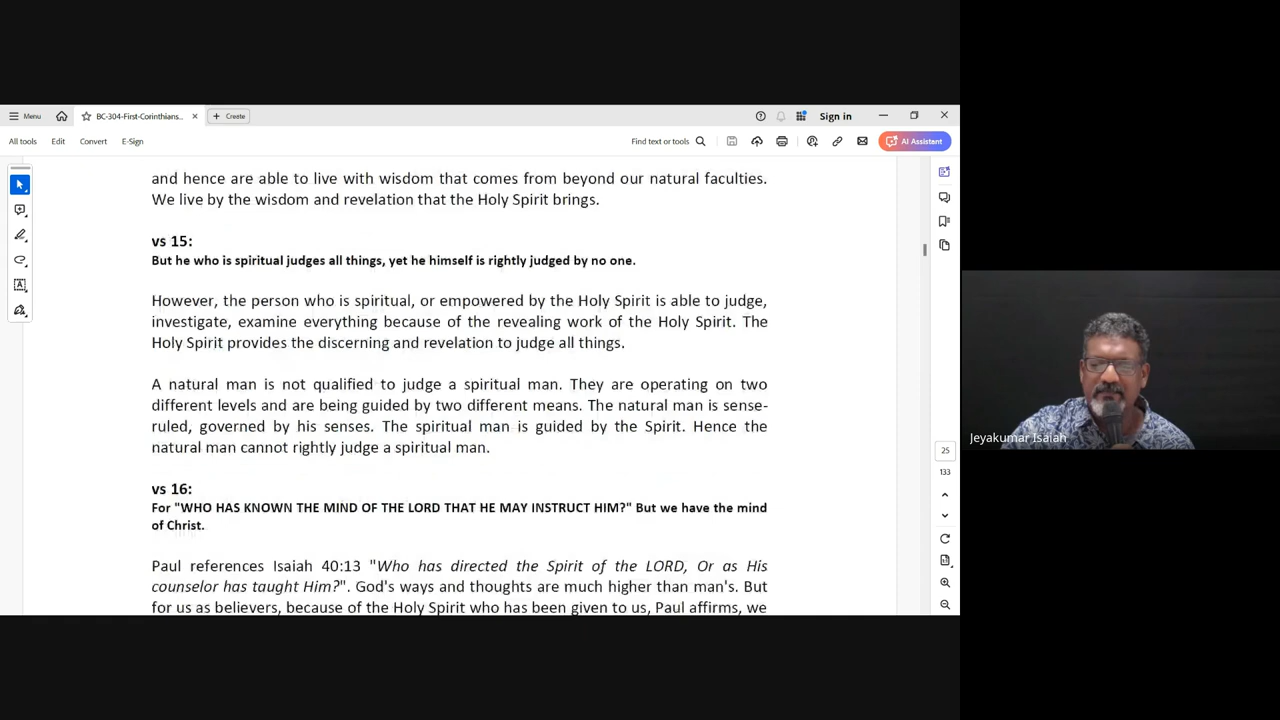 Menu
BC-304-First-Corinthians...
Create
Sign in
All tools
Edit
Convert
E-Sign
Find text or tools
AI Assistant
and hence are able to live with wisdom that comes from beyond our natural faculties.
We live by the wisdom and revelation that the Holy Spirit brings.
vs 15:
But he who is spiritual judges all things, yet he himself is rightly judged by no one.
However, the person who is spiritual, or empowered by the Holy Spirit is able to judge,
investigate, examine everything because of the revealing work of the Holy Spirit. The
Holy Spirit provides the discerning and revelation to judge all things.
A natural man is not qualified to judge a spiritual man. They are operating on two
different levels and are being guided by two different means. The natural man is sense-
ruled, governed by his senses. The spiritual man is guided by the Spirit. Hence the
natural man cannot rightly judge a spiritual man.
vs 16:
For "WHO HAS KNOWN THE MIND OF THE LORD THAT HE MAY INSTRUCT HIM?" But we have the mind
of Christ.
Paul references Isaiah 40:13 "Who has directed the Spirit of the LORD, Or as His
counselor has taught Him?". God's ways and thoughts are much higher than man's. But
for us as believers, because of the Holy Spirit who has been given to us, Paul affirms, we
25
133
Jeyakumar Isaiah